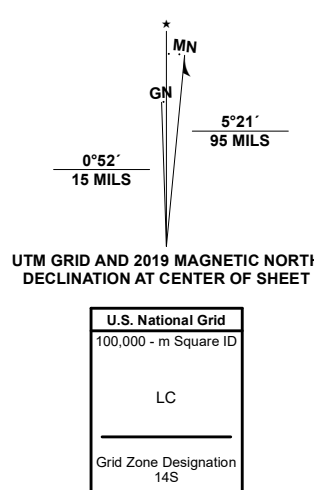 ★
MN
GN
5°21´
95 MILS
0°52´
15 MILS
UTM GRID AND 2019 MAGNETIC NORTH
DECLINATION AT CENTER OF SHEET
U.S. National Grid
100,000 - m Square ID
LC
Grid Zone Designation
14S